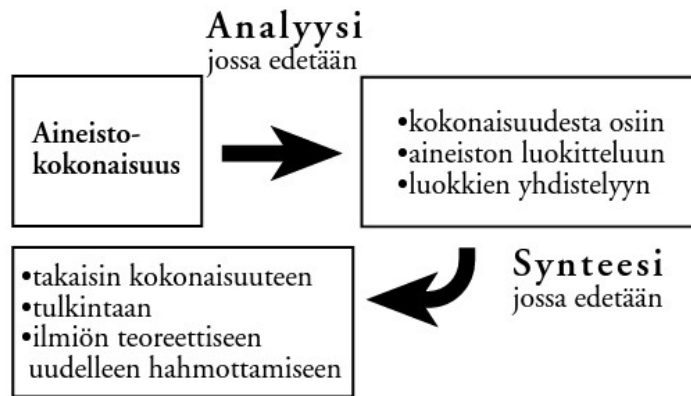 Analyysi
jossa edetään
Aineisto-
kokonaisuus
•kokonaisuudesta osiin
•aineiston luokitteluun
•luokkien yhdistelyyn
Synteesi
jossa edetään
•takaisin kokonaisuuteen
•tulkintaan
•ilmiön teoreettiseen
uudelleen hahmottamiseen